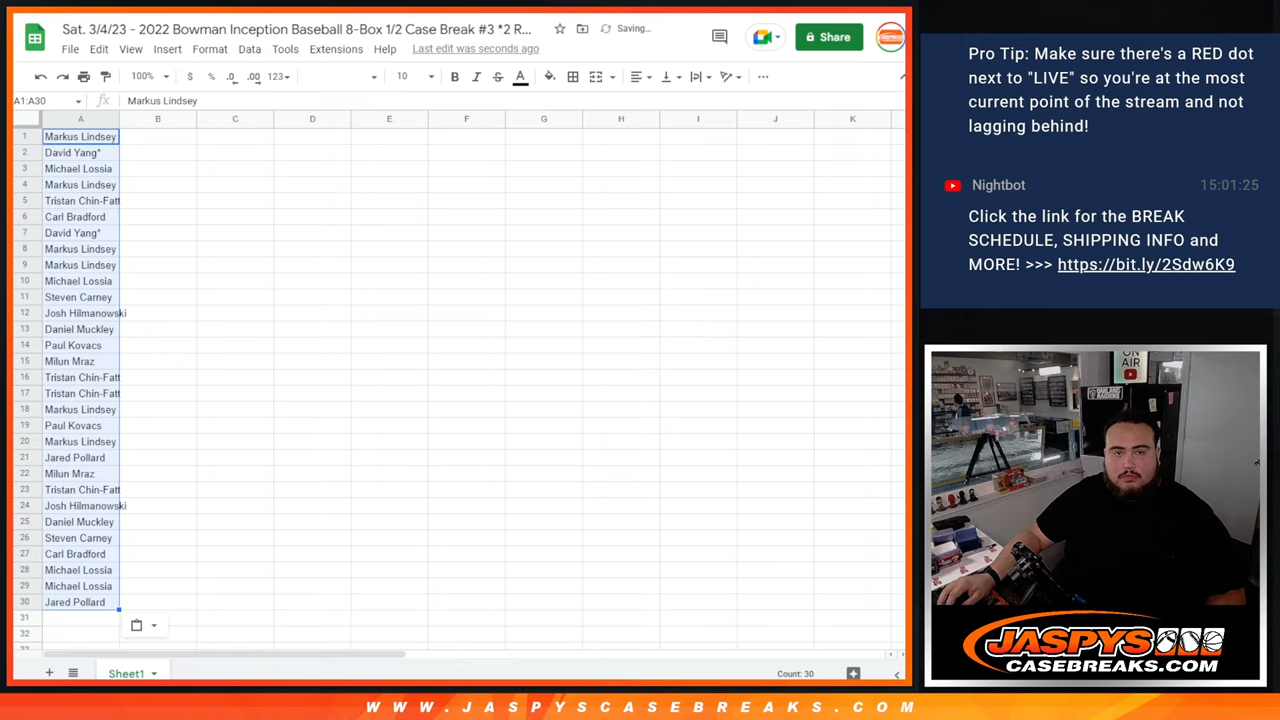 Sat. 3/4/23 - 2022 Bowman Inception Baseball 8-Box 1/2 Case Break #3 *2 R...
Saving...
Share
File Edit View Insert Format Data Tools Extensions Help Last edit was seconds ago
100% $ % .0 .00 123 10 B I S A
A1:A30 fx Markus Lindsey
A B C D E F G H I J K
1 Markus Lindsey
2 David Yang*
3 Michael Lossia
4 Markus Lindsey
5 Tristan Chin-Fatt
6 Carl Bradford
7 David Yang*
8 Markus Lindsey
9 Markus Lindsey
10 Michael Lossia
11 Steven Carney
12 Josh Hilmanowski
13 Daniel Muckley
14 Paul Kovacs
15 Milun Mraz
16 Tristan Chin-Fatt
17 Tristan Chin-Fatt
18 Markus Lindsey
19 Paul Kovacs
20 Markus Lindsey
21 Jared Pollard
22 Milun Mraz
23 Tristan Chin-Fatt
24 Josh Hilmanowski
25 Daniel Muckley
26 Steven Carney
27 Carl Bradford
28 Michael Lossia
29 Michael Lossia
30 Jared Pollard
31
32
Sheet1
Count: 30
Pro Tip: Make sure there's a RED dot
next to "LIVE" so you're at the most
current point of the stream and not
lagging behind!
Nightbot 15:01:25
Click the link for the BREAK
SCHEDULE, SHIPPING INFO and
MORE! >>> https://bit.ly/2Sdw6K9
ON
AIR
JASPYS
CASEBREAKS.COM
WWW.JASPYSCASEBREAKS.COM